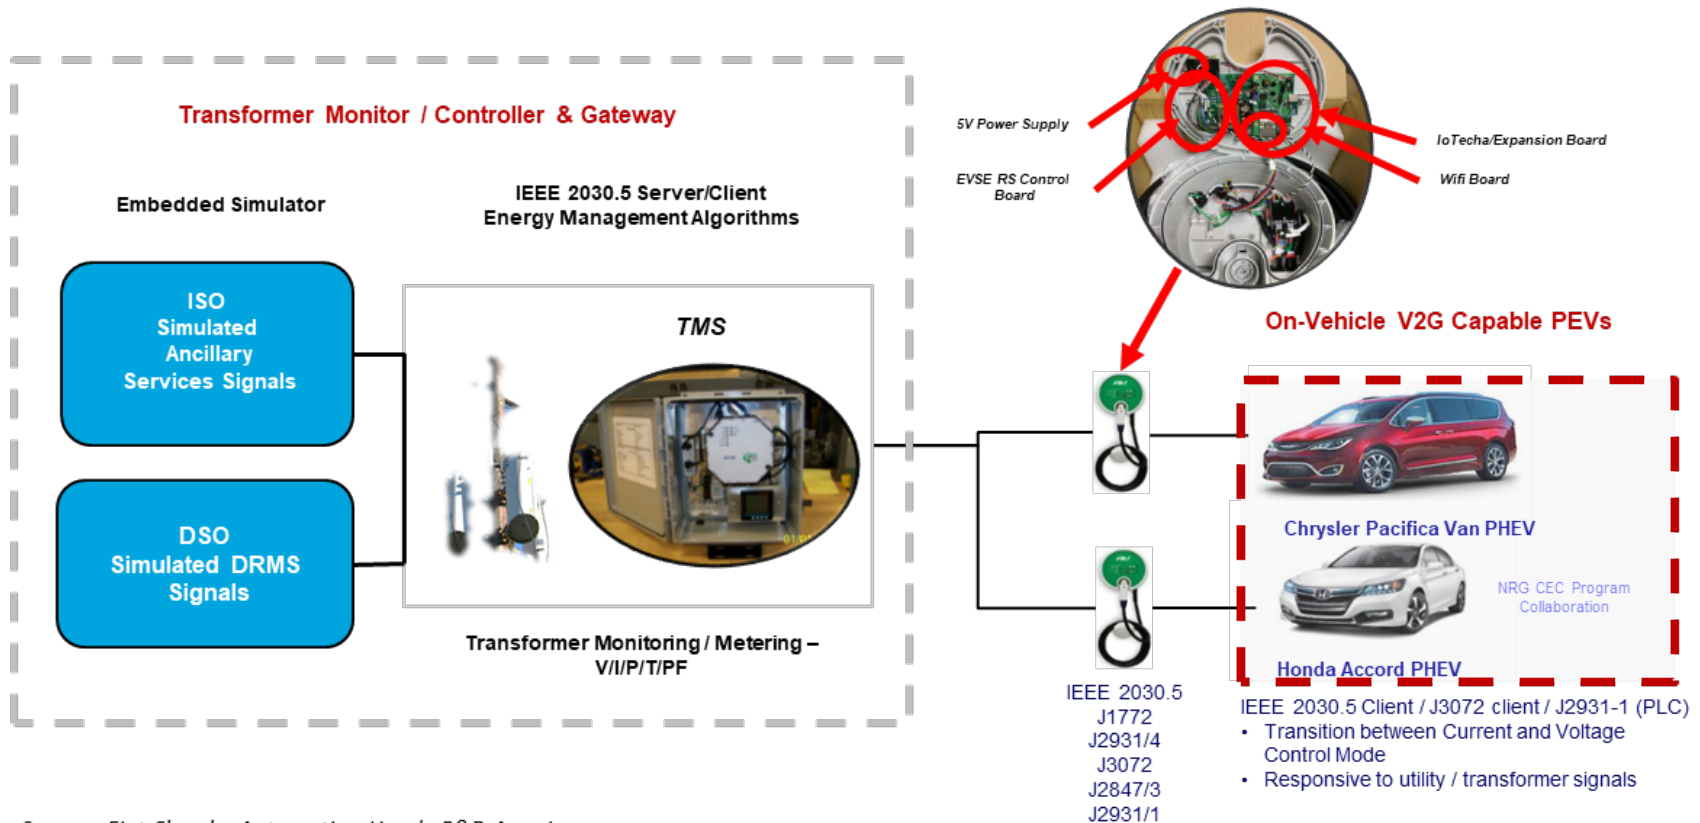 Transformer Monitor / Controller & Gateway
Embedded Simulator
IEEE 2030.5 Server/Client
Energy Management Algorithms
ISO
Simulated
Ancillary
Services Signals
DSO
Simulated DRMS
Signals
TMS
Transformer Monitoring / Metering –
V/I/P/T/PF
5V Power Supply
EVSE RS Control
Board
IoTecha/Expansion Board
Wifi Board
On-Vehicle V2G Capable PEVs
Chrysler Pacifica Van PHEV
NRG CEC Program
Collaboration
Honda Accord PHEV
IEEE 2030.5
J1772
J2931/4
J3072
J2847/3
J2931/1
IEEE 2030.5 Client / J3072 client / J2931-1 (PLC)
• Transition between Current and Voltage
Control Mode
• Responsive to utility / transformer signals